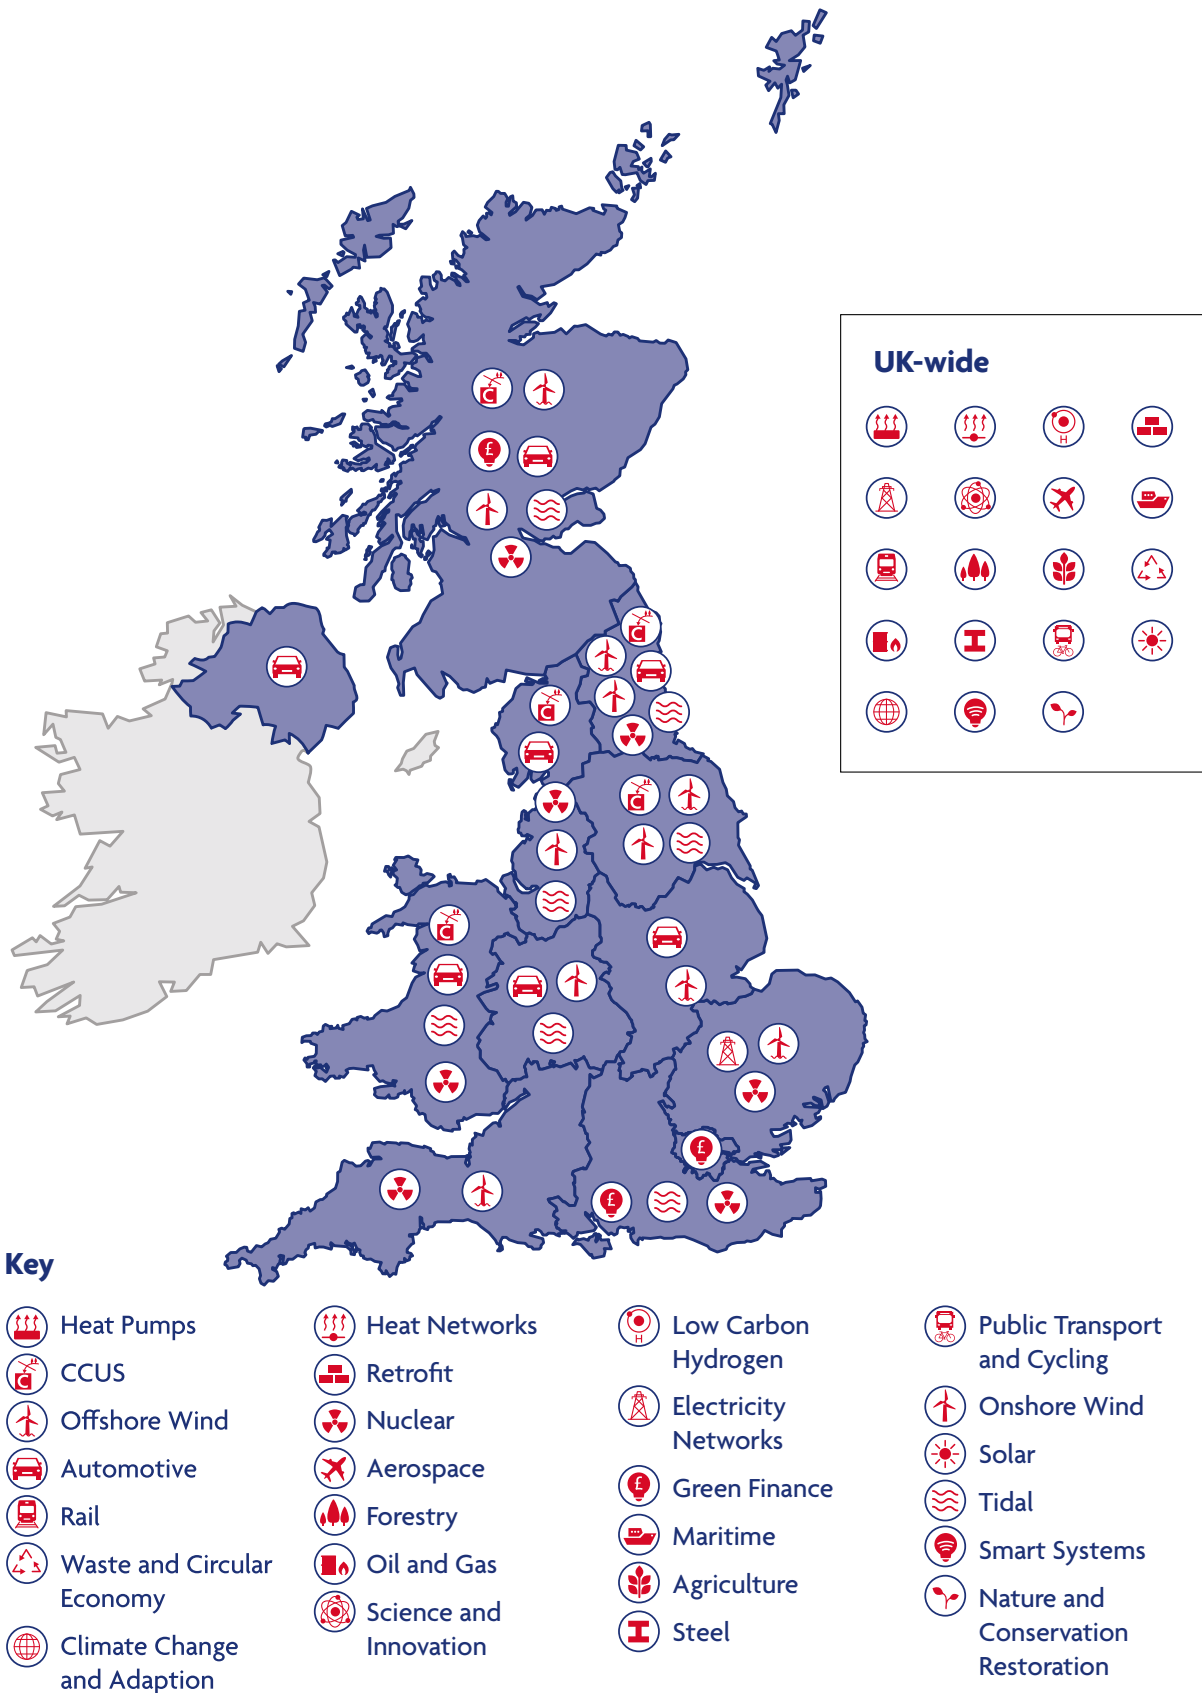 UK-wide
H
Key
Heat Pumps
CCUS
Offshore Wind
Automotive
Rail
Waste and Circular
Economy
Climate Change
and Adaption
Heat Networks
Retrofit
Nuclear
Aerospace
Forestry
Oil and Gas
Science and
Innovation
Low Carbon
Hydrogen
Electricity
Networks
Green Finance
Maritime
Agriculture
Steel
Public Transport
and Cycling
Onshore Wind
Solar
Tidal
Smart Systems
Nature and
Conservation
Restoration